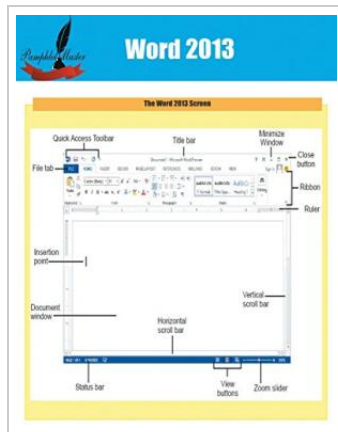 Pamphlet Master
Word 2013
The Word 2013 Screen
Quick Access Toolbar
Title bar
Minimize
Window
Close
button
File tab
Ribbon
Ruler
Insertion
point
Document
window
Vertical
scroll bar
Horizontal
scroll bar
Status bar
View
buttons
Zoom slider